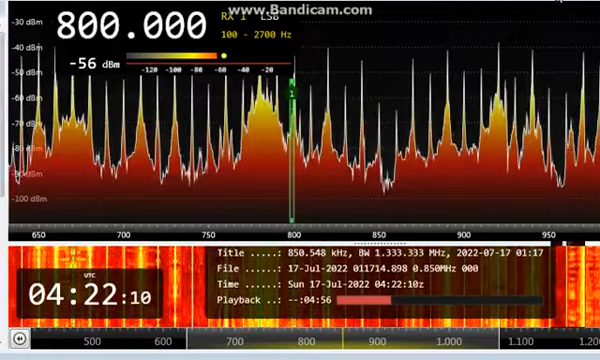 www.Bandicam.com
800.000
RX 1 LSB
100 - 2700 Hz
-56 dBm
-120 -100 -80 -60 -40 -20
-30 dBm
-40 dBm
-50 dBm
-60 dBm
-70 dBm
-80 dBm
-90 dBm
-100 dBm
1
650 700 750 800 850 900 950
UTC
04:22:10
Title .....: 850.548 kHz, BW 1.333.333 MHz, 2022-07-17 01:17
File ......: 17-Jul-2022 011714.898 0.850MHz 000
Time ......: Sun 17-Jul-2022 04:22:10z
Playback ..: --:04:56
500 600 700 800 900 1.000 1.100 1.200